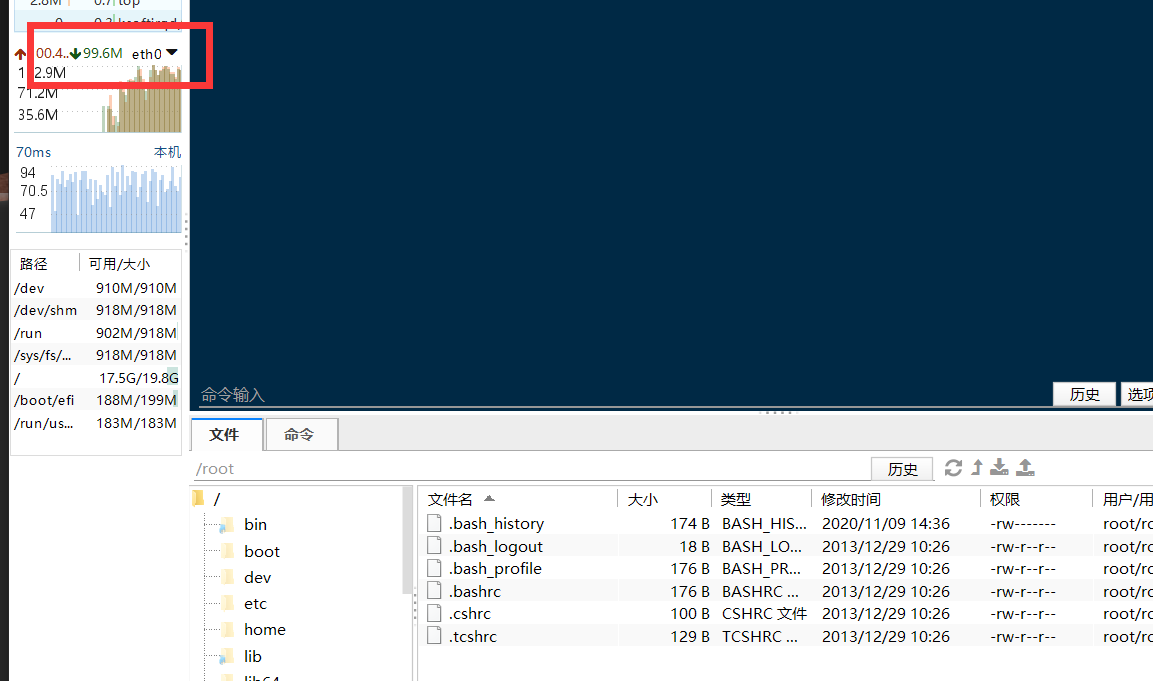 2.8M 0.7 top
00.4.. 99.6M eth0
71.2M
35.6M
70ms 本机
94
70.5
47
路径 可用/大小
/dev 910M/910M
/dev/shm 918M/918M
/run 902M/918M
/sys/fs/... 918M/918M
/ 17.5G/19.8G
/boot/efi 188M/199M
/run/us... 183M/183M
命令输入
历史 选项
文件 命令
/root 历史
/
bin
boot
dev
etc
home
lib
lib64
文件名 大小 类型 修改时间 权限 用户/用
.bash_history 174 B BASH_HIS... 2020/11/09 14:36 -rw------- root/ro
.bash_logout 18 B BASH_LO... 2013/12/29 10:26 -rw-r--r-- root/ro
.bash_profile 176 B BASH_PR... 2013/12/29 10:26 -rw-r--r-- root/ro
.bashrc 176 B BASHRC ... 2013/12/29 10:26 -rw-r--r-- root/ro
.cshrc 100 B CSHRC 文件 2013/12/29 10:26 -rw-r--r-- root/ro
.tcshrc 129 B TCSHRC ... 2013/12/29 10:26 -rw-r--r-- root/ro